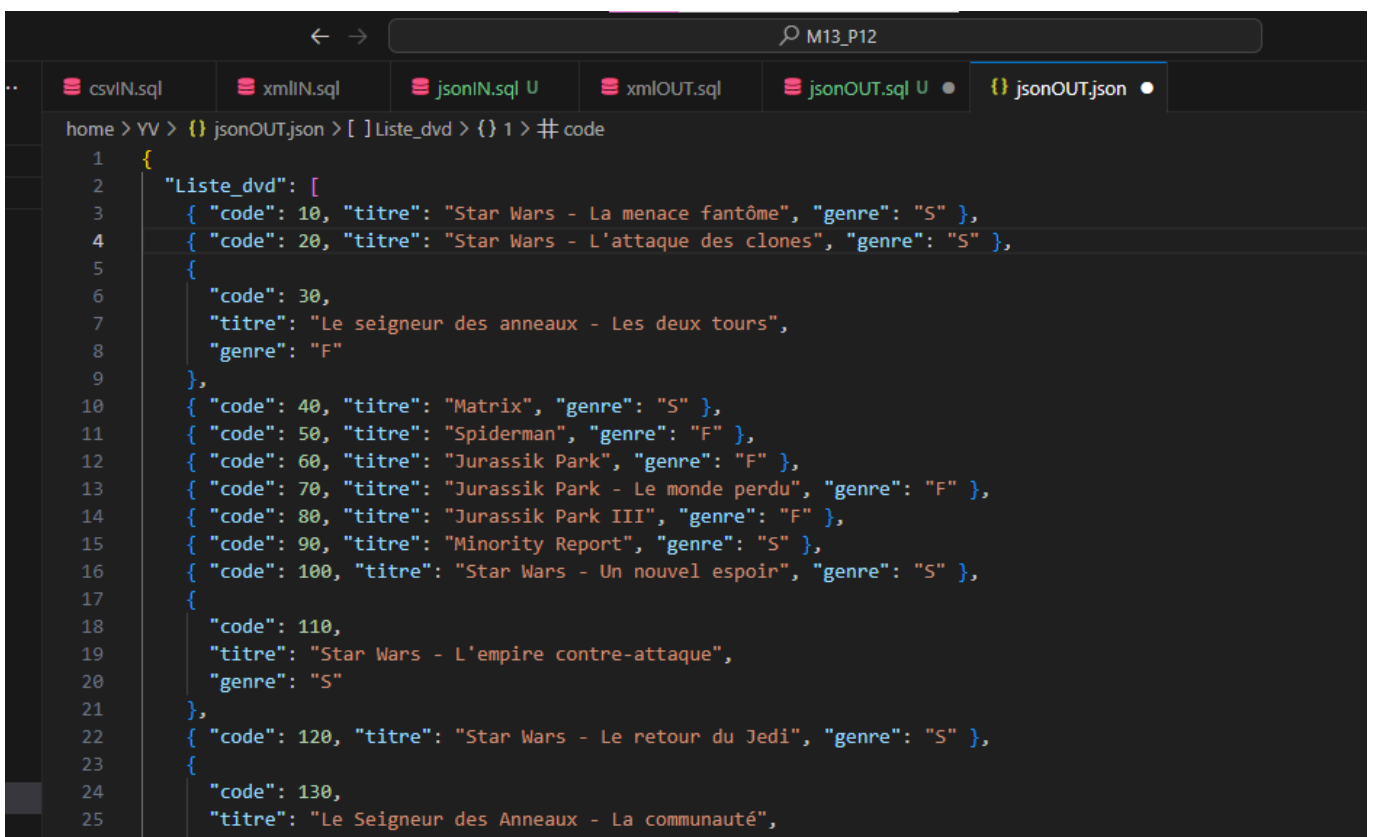 ← → M13_P12
·· csvIN.sql xmlIN.sql jsonIN.sql U xmlOUT.sql jsonOUT.sql U ● {} jsonOUT.json ●
home > YV > {} jsonOUT.json > [ ] Liste_dvd > {} 1 > # code
1 {
2 "Liste_dvd": [
3 { "code": 10, "titre": "Star Wars - La menace fantôme", "genre": "S" },
4 { "code": 20, "titre": "Star Wars - L'attaque des clones", "genre": "S" },
5 {
6 "code": 30,
7 "titre": "Le seigneur des anneaux - Les deux tours",
8 "genre": "F"
9 },
10 { "code": 40, "titre": "Matrix", "genre": "S" },
11 { "code": 50, "titre": "Spiderman", "genre": "F" },
12 { "code": 60, "titre": "Jurassik Park", "genre": "F" },
13 { "code": 70, "titre": "Jurassik Park - Le monde perdu", "genre": "F" },
14 { "code": 80, "titre": "Jurassik Park III", "genre": "F" },
15 { "code": 90, "titre": "Minority Report", "genre": "S" },
16 { "code": 100, "titre": "Star Wars - Un nouvel espoir", "genre": "S" },
17 {
18 "code": 110,
19 "titre": "Star Wars - L'empire contre-attaque",
20 "genre": "S"
21 },
22 { "code": 120, "titre": "Star Wars - Le retour du Jedi", "genre": "S" },
23 {
24 "code": 130,
25 "titre": "Le Seigneur des Anneaux - La communauté",